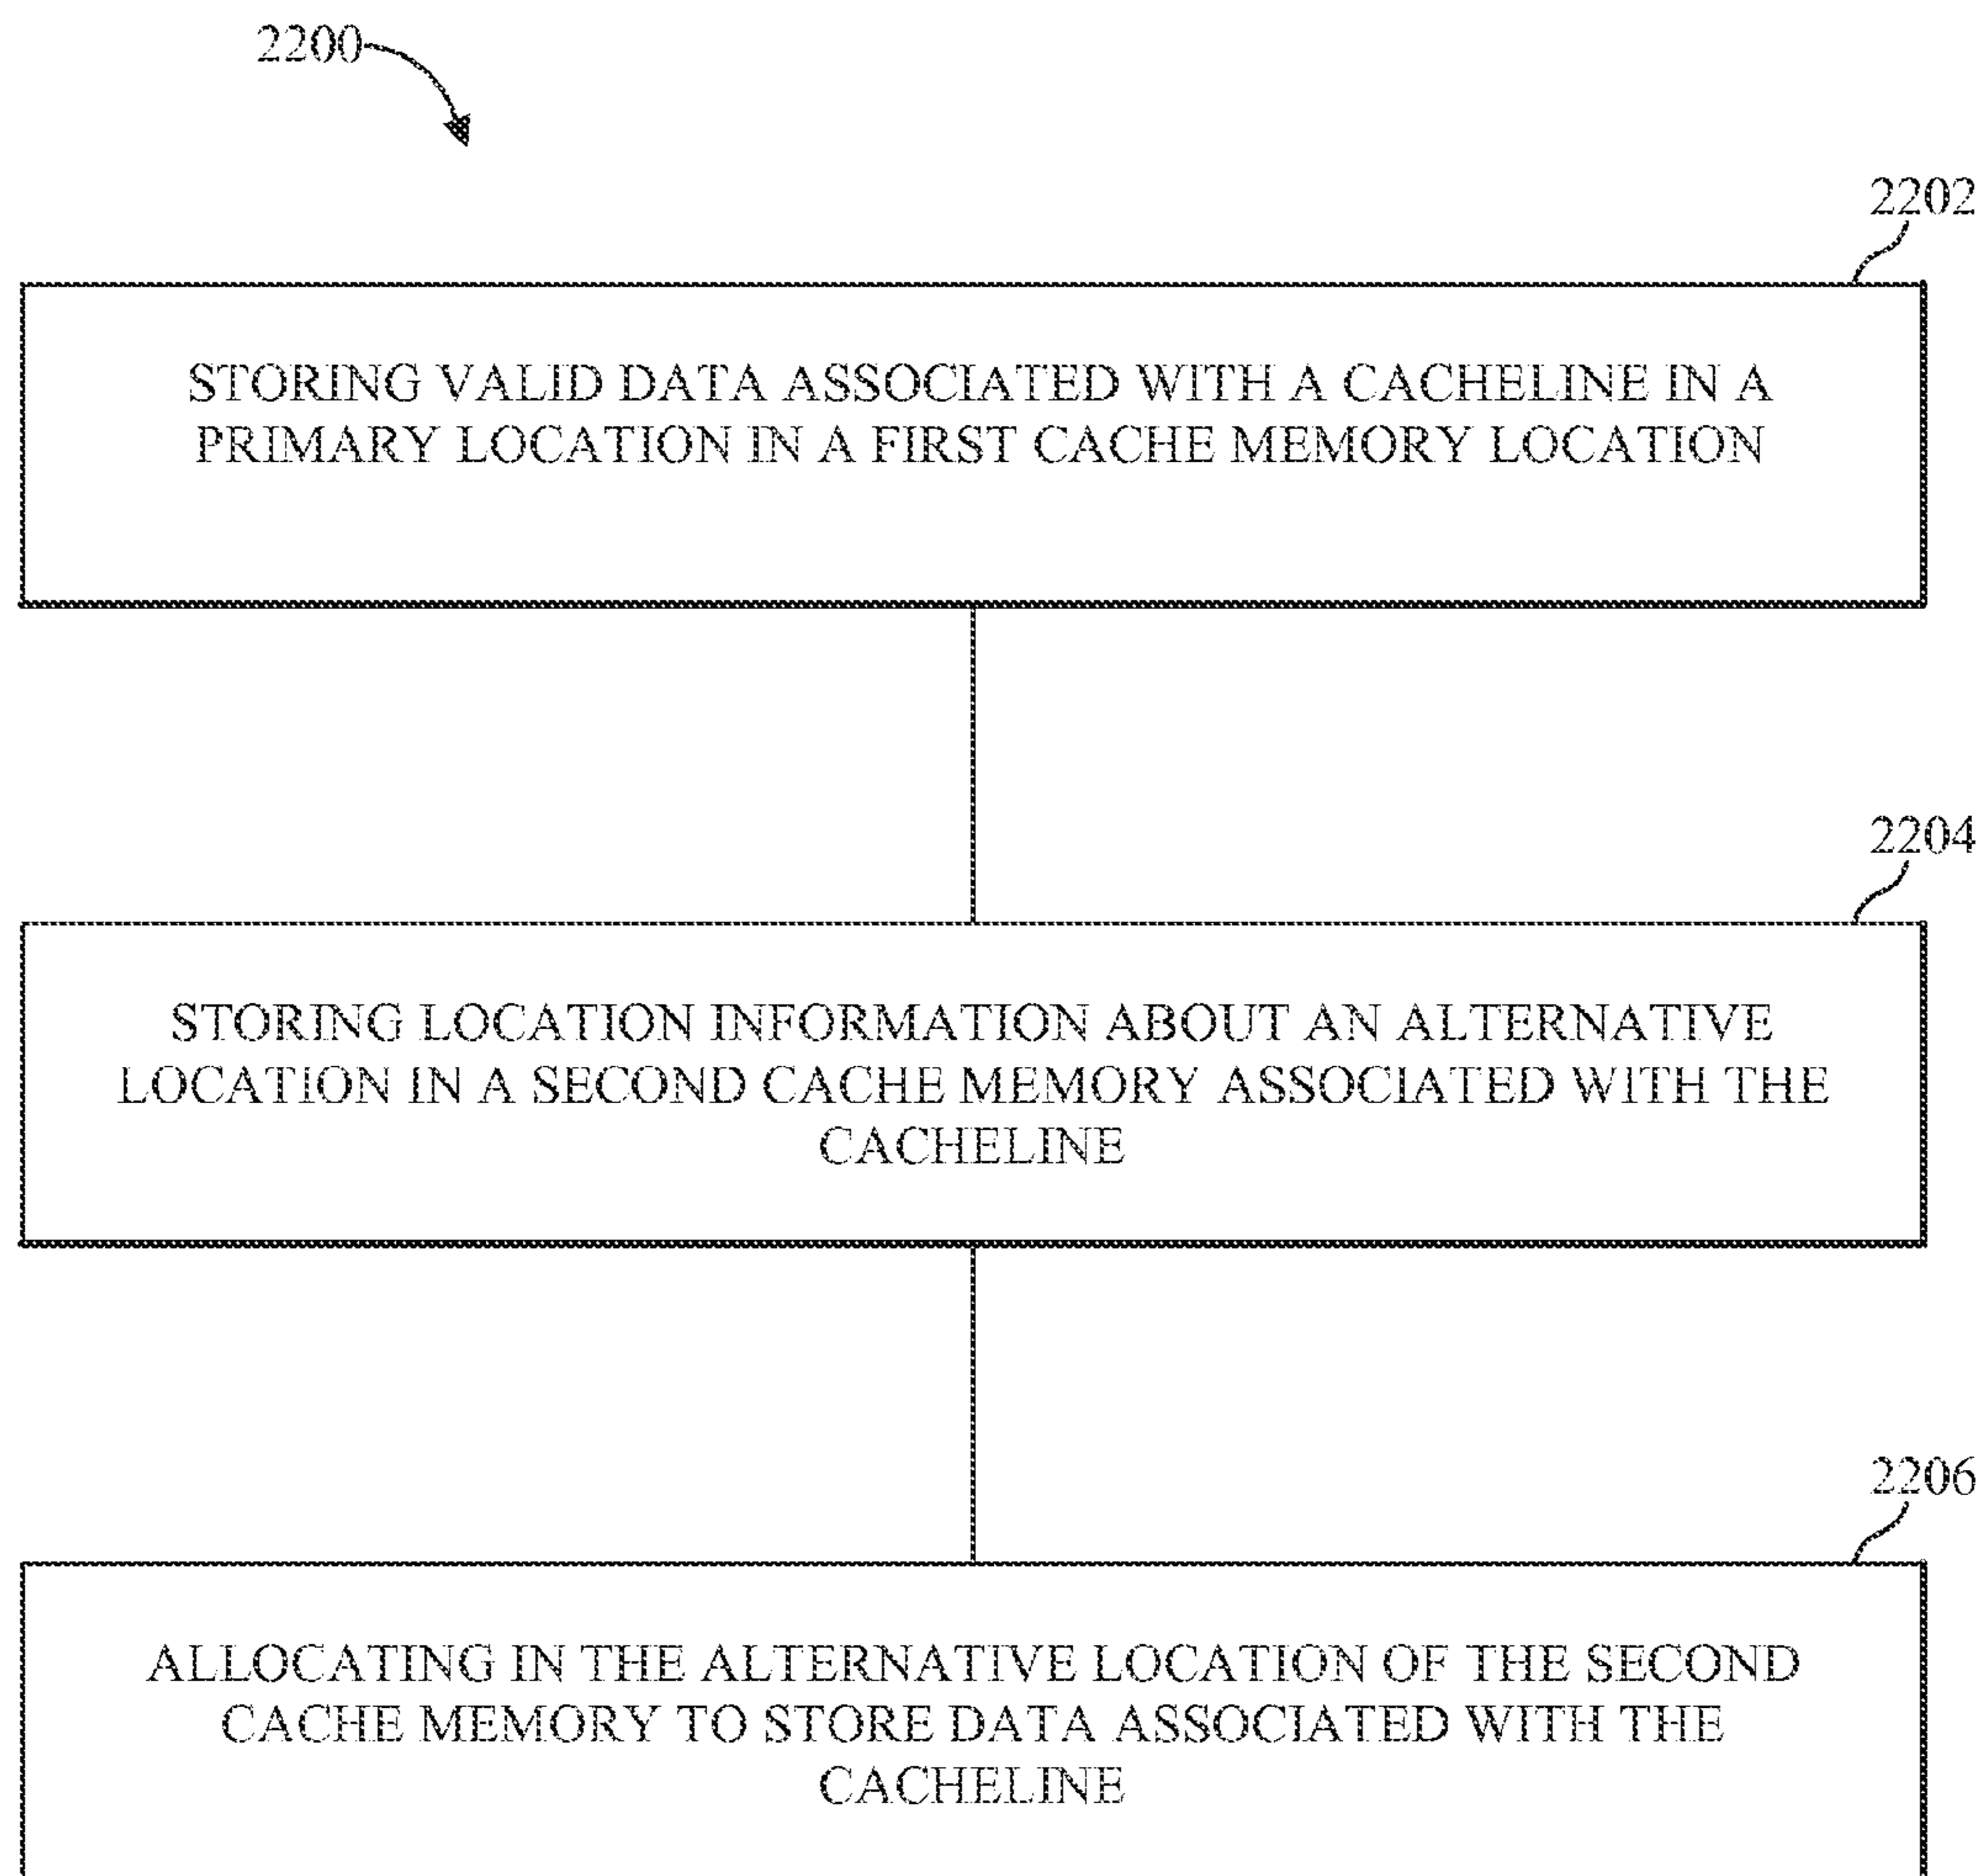 2200
2202
STORING VALID DATA ASSOCIATED WITH A CACHELINE IN A
PRIMARY LOCATION IN A FIRST CACHE MEMORY LOCATION
2204
STORING LOCATION INFORMATION ABOUT AN ALTERNATIVE
LOCATION IN A SECOND CACHE MEMORY ASSOCIATED WITH THE
CACHELINE
2206
ALLOCATING IN THE ALTERNATIVE LOCATION OF THE SECOND
CACHE MEMORY TO STORE DATA ASSOCIATED WITH THE
CACHELINE